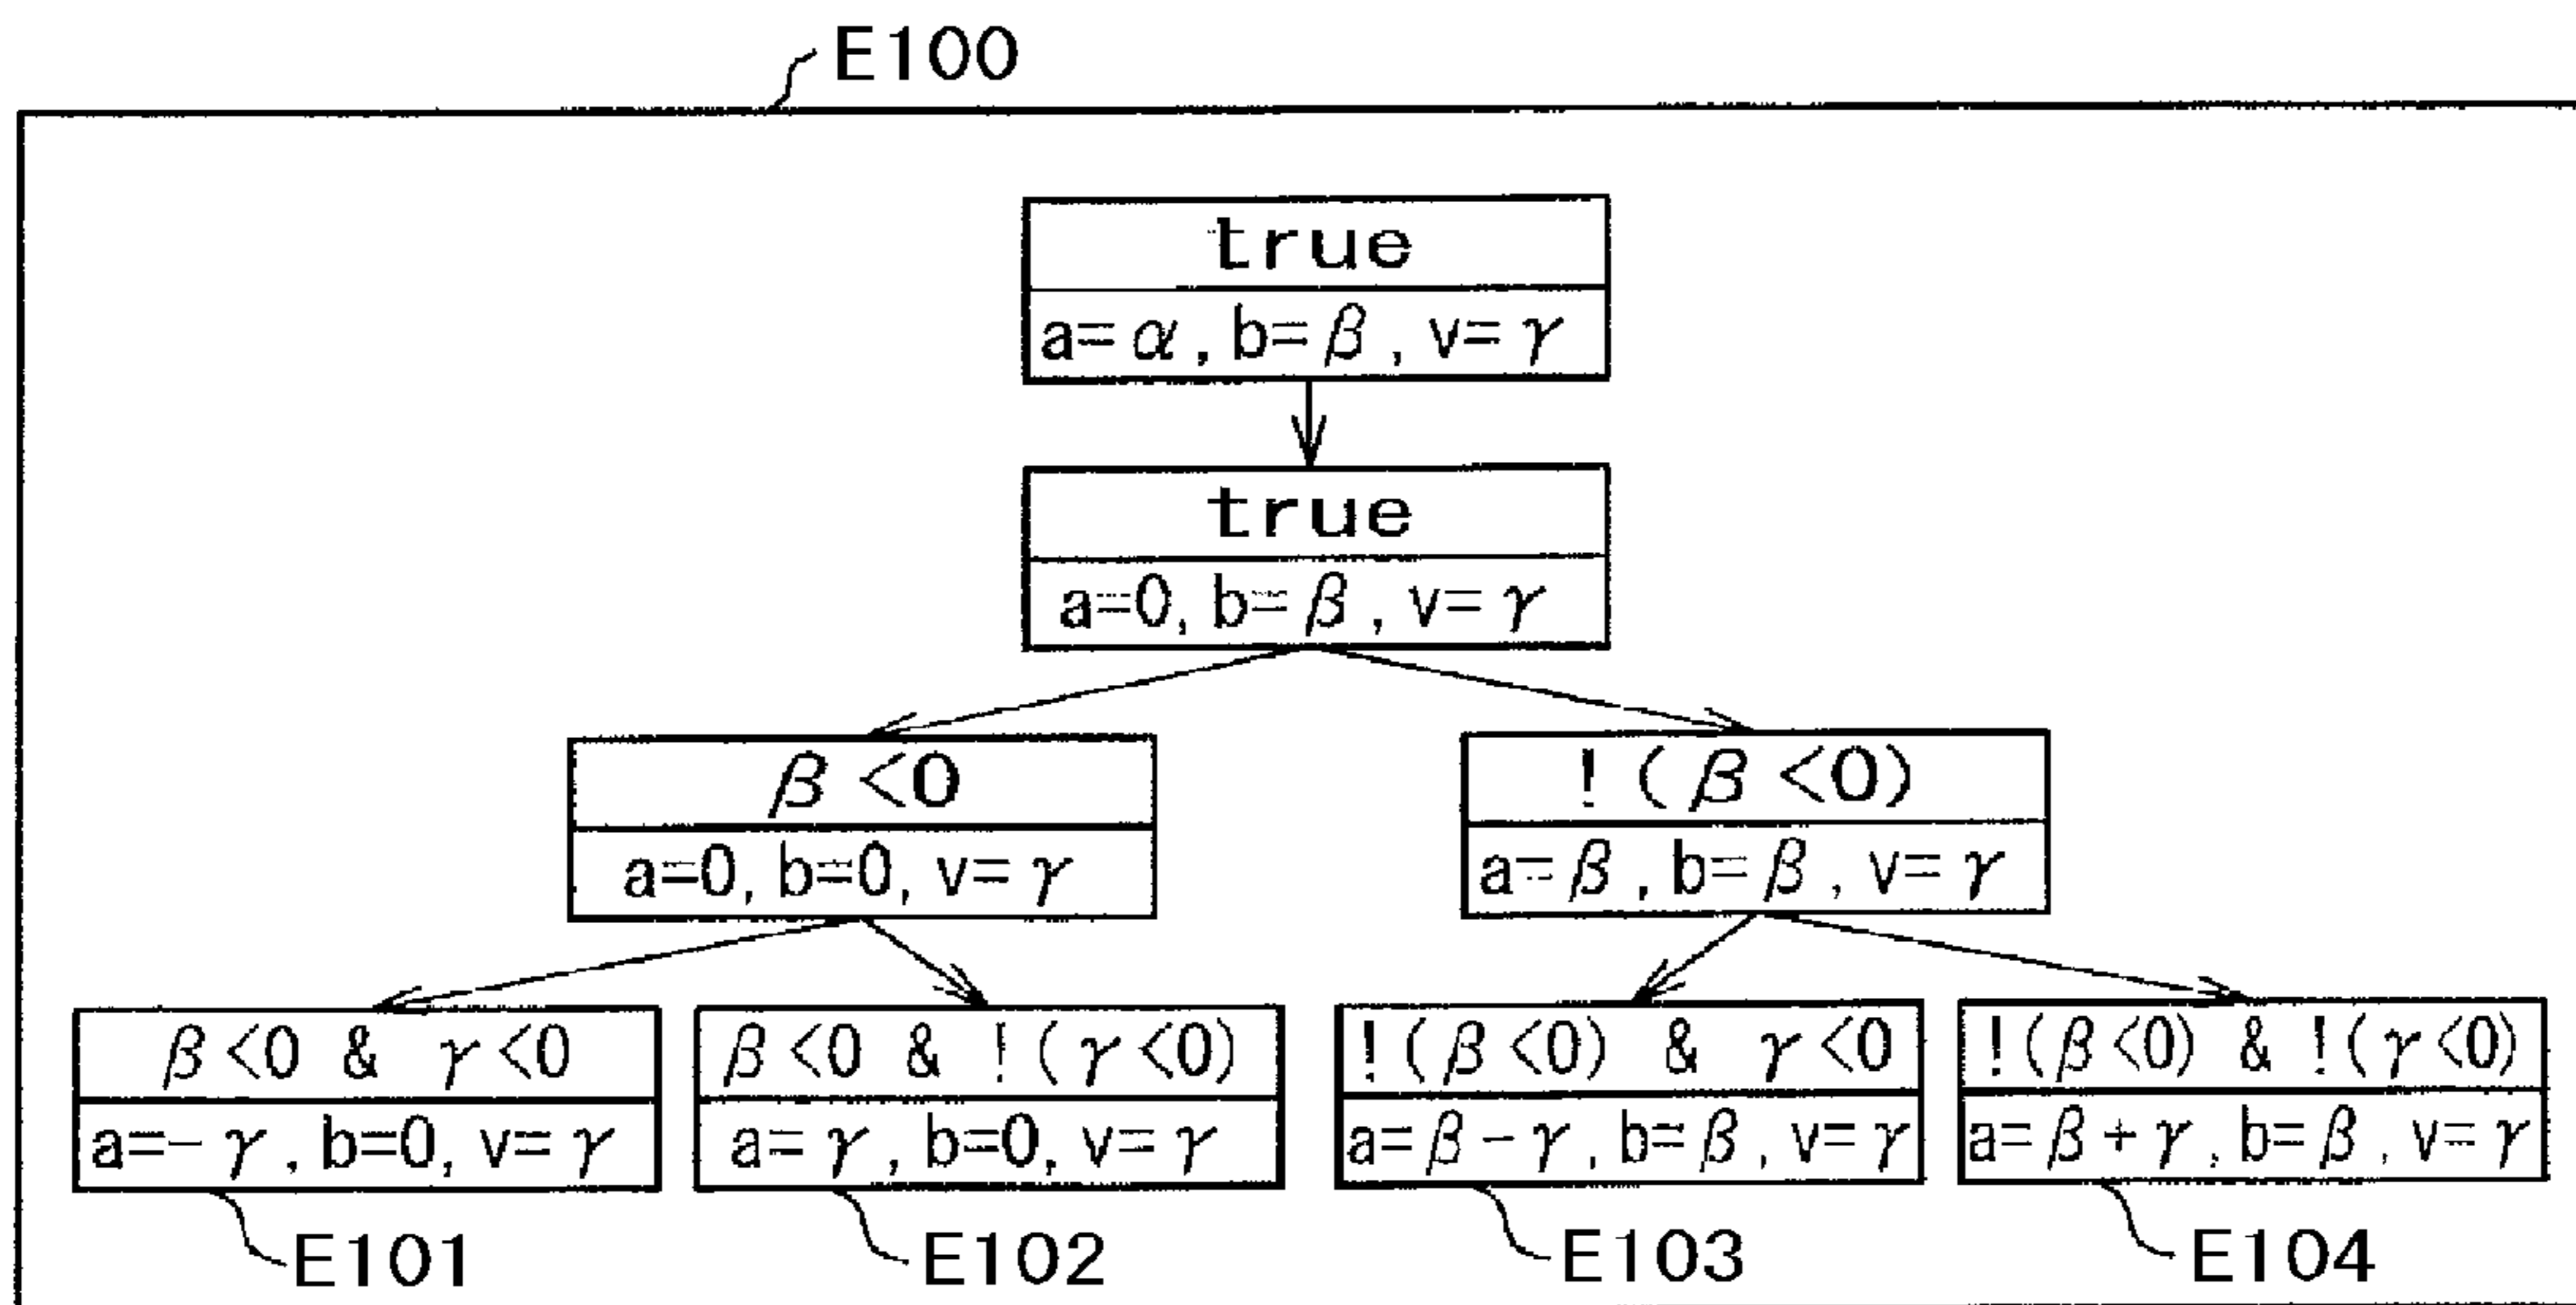 E100
true
a=α, b=β, v=γ
true
a=0, b=β, v=γ
β<0
!(β<0)
a=0, b=0, v=γ
a=β, b=β, v=γ
β<0 & γ<0
β<0 & !(γ<0)
!(β<0) & γ<0
!(β<0) & !(γ<0)
a=-γ, b=0, v=γ
a=γ, b=0, v=γ
a=β-γ, b=β, v=γ
a=β+γ, b=β, v=γ
E101
E102
E103
E104